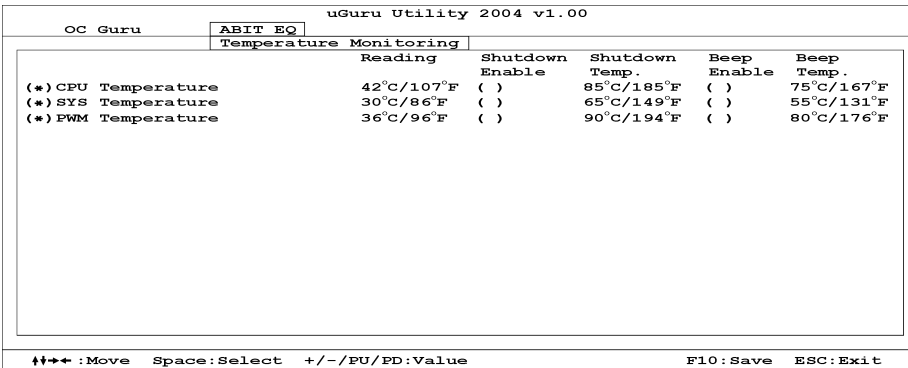 uGuru Utility 2004 v1.00
OC Guru ABIT EQ
Temperature Monitoring
Reading Shutdown Shutdown Beep Beep
Enable Temp. Enable Temp.
(*)CPU Temperature 42°C/107°F ( ) 85°C/185°F ( ) 75°C/167°F
(*)SYS Temperature 30°C/86°F ( ) 65°C/149°F ( ) 55°C/131°F
(*)PWM Temperature 36°C/96°F ( ) 90°C/194°F ( ) 80°C/176°F
↑↓→←:Move Space:Select +/-/PU/PD:Value F10:Save ESC:Exit